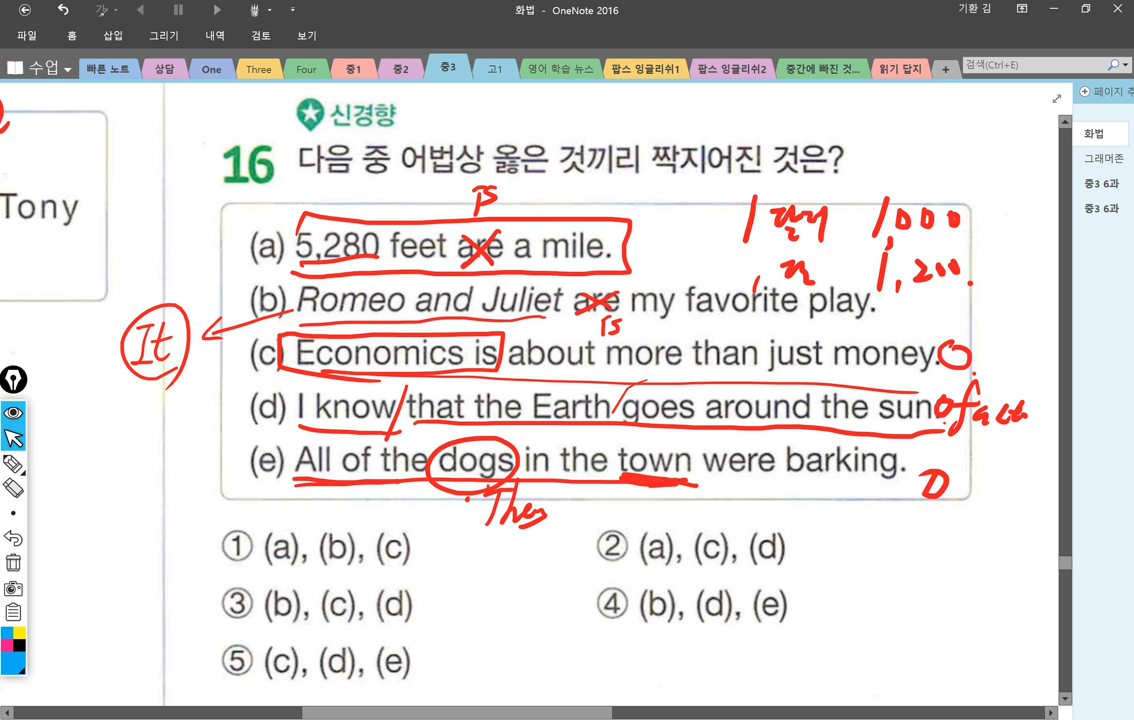 화법 - OneNote 2016
기환 김
파일 홈 삽입 그리기 내역 검토 보기
수업 빠른 노트 상담 One Three Four 중1 중2 중3 고1 영어 학습 뉴스 팝스 잉글리쉬1 팝스 잉글리쉬2 중간에 빠진 것... 읽기 답지 + 검색(Ctrl+E)
페이지 추
화법
그래머존
중3 6과
중3 6과
Tony
신경향
16 다음 중 어법상 옳은 것끼리 짝지어진 것은?
is
1 달러 1,000
(a) 5,280 feet are a mile.
1,200
(b) Romeo and Juliet are my favorite play.
is
It
(c) Economics is about more than just money. O
(d) I know that the Earth goes around the sun. fact
(e) All of the dogs in the town were barking. O
They
① (a), (b), (c)
② (a), (c), (d)
③ (b), (c), (d)
④ (b), (d), (e)
⑤ (c), (d), (e)